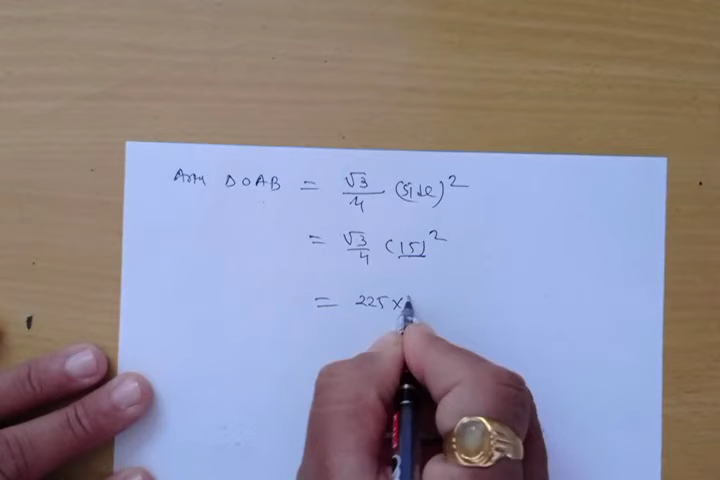 Area ΔOAB = √3/4 (side)²
= √3/4 (15)²
= 225×